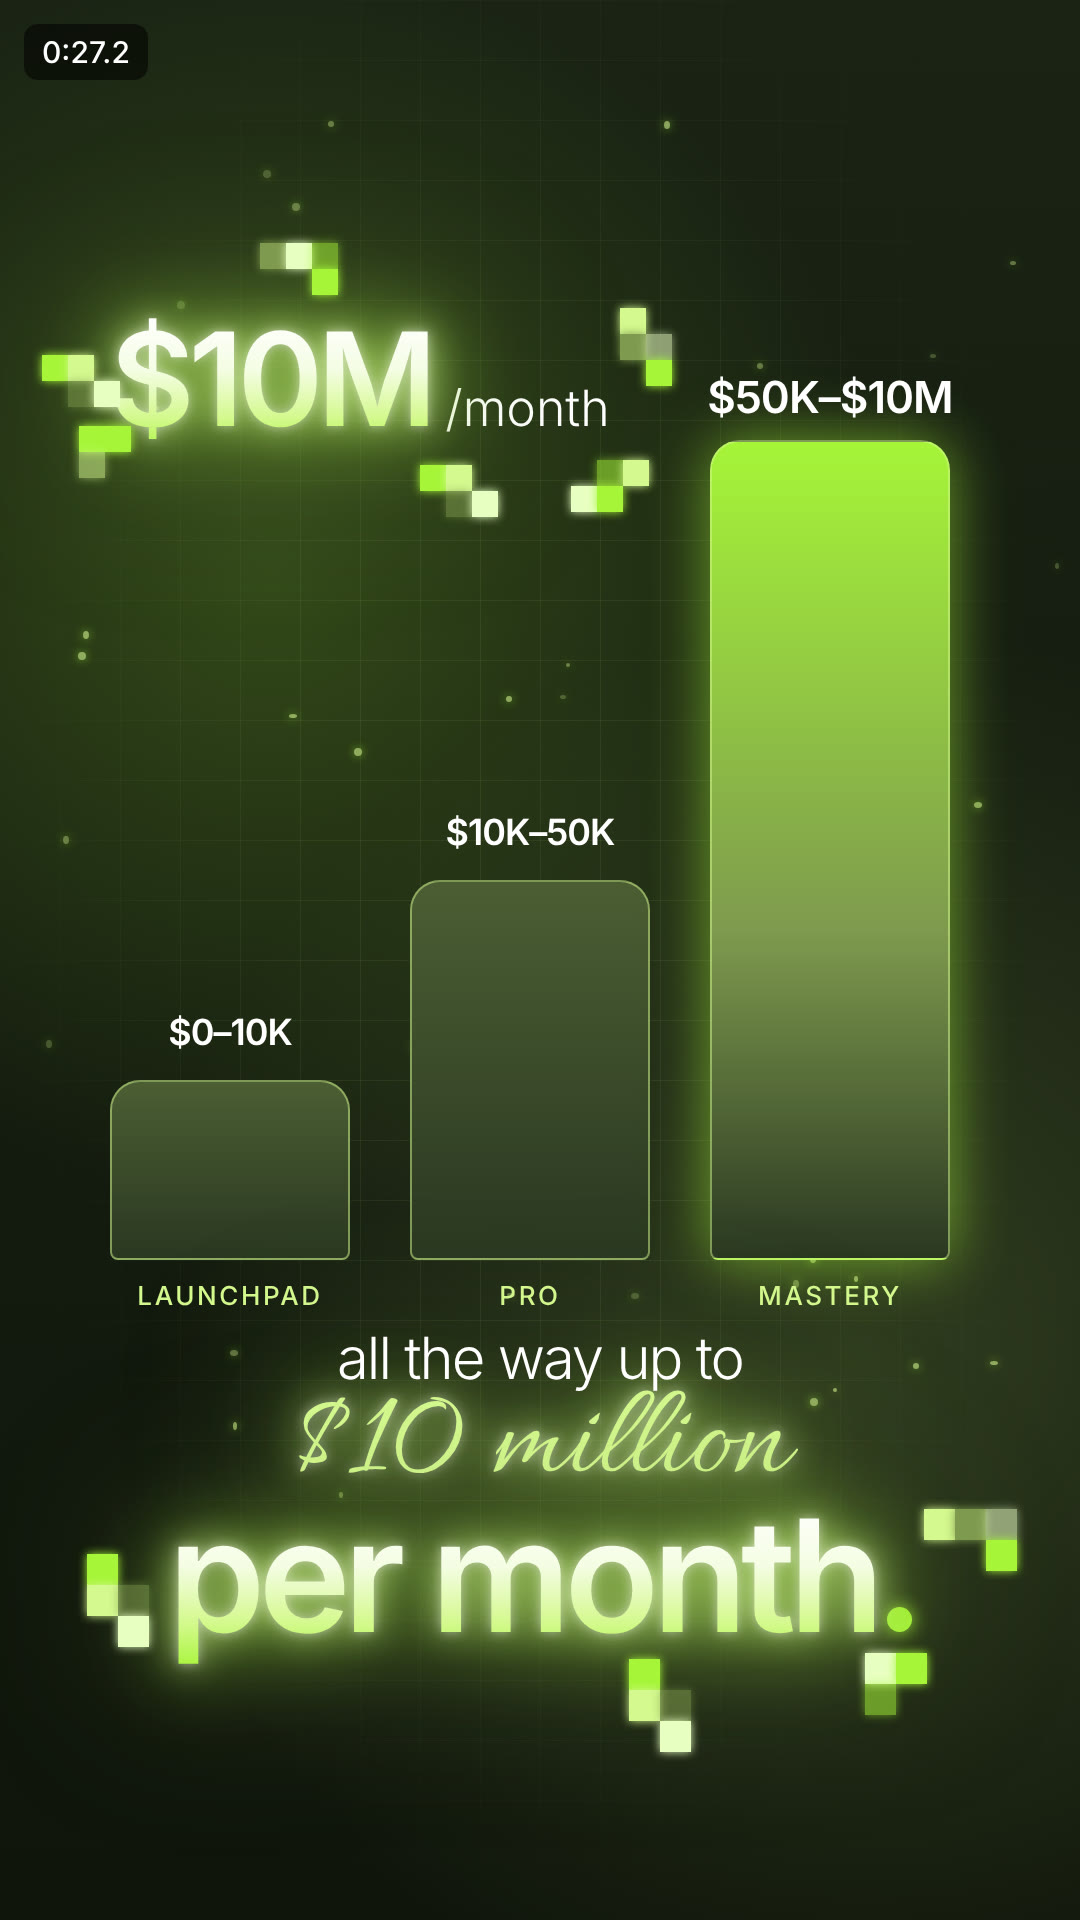 0:27.2
$10M /month
$50K–$10M
$10K–50K
$0–10K
LAUNCHPAD
PRO
MASTERY
all the way up to
$10 million
per month.